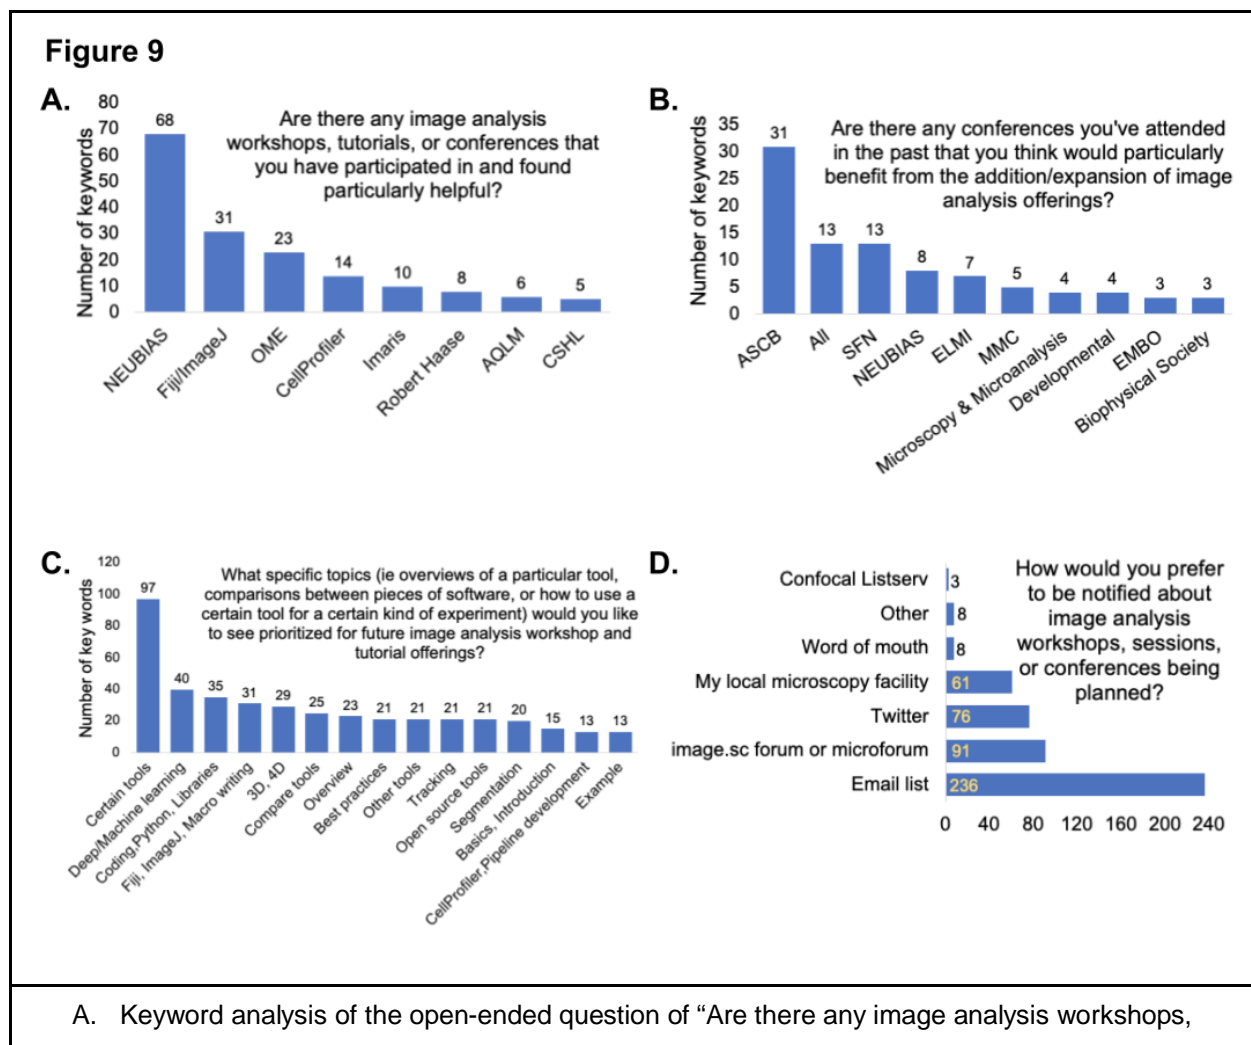 Figure 9
A.
Are there any image analysis
workshops, tutorials, or conferences that
you have participated in and found
particularly helpful?
Number of keywords
80
70
60
50
40
30
20
10
0
68
31
23
14
10
8
6
5
NEUBIAS
Fiji/ImageJ
OME
CellProfiler
Imaris
Robert Haase
AQLM
CSHL
B.
Are there any conferences you've attended
in the past that you think would particularly
benefit from the addition/expansion of image
analysis offerings?
Number of keywords
35
30
25
20
15
10
5
0
31
13
13
8
7
5
4
4
3
3
ASCB
All
SFN
NEUBIAS
ELMI
MMC
Microscopy & Microanalysis
Developmental
EMBO
Biophysical Society
C.
What specific topics (ie overviews of a particular tool,
comparisons between pieces of software, or how to use a
certain tool for a certain kind of experiment) would you like
to see prioritized for future image analysis workshop and
tutorial offerings?
Number of key words
120
100
80
60
40
20
0
97
40
35
31
29
25
23
21
21
21
21
20
15
13
13
Certain tools
Deep/Machine learning
Coding,Python, Libraries
Fiji, ImageJ, Macro writing
3D, 4D
Compare tools
Overview
Best practices
Other tools
Tracking
Open source tools
Segmentation
Basics, Introduction
CellProfiler,Pipeline development
Example
D.
How would you prefer
to be notified about
image analysis
workshops, sessions,
or conferences being
planned?
Confocal Listserv 3
Other 8
Word of mouth 8
My local microscopy facility 61
Twitter 76
image.sc forum or microforum 91
Email list 236
0 40 80 120 160 200 240
A. Keyword analysis of the open-ended question of “Are there any image analysis workshops,